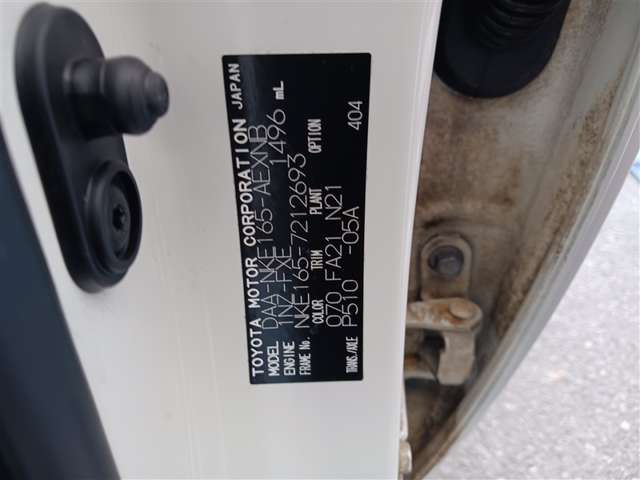 TOYOTA MOTOR CORPORATION JAPAN
MODEL DAA-NKE165-AEXNB
ENGINE 1NZ-FXE 1496 mL
FRAME No. NKE165-7212693
COLOR TRIM PLANT OPTION
070 FA21 N21 404
TRANS/AXLE P510 -05A